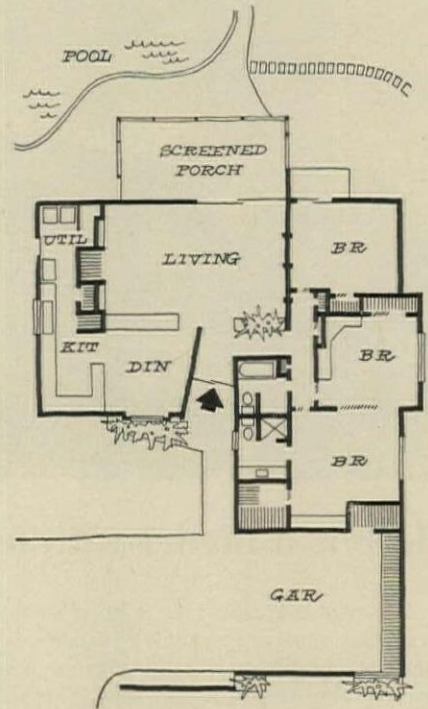 POOL
SCREENED
PORCH
UTIL
LIVING
BR
KIT
DIN
BR
BR
GAR